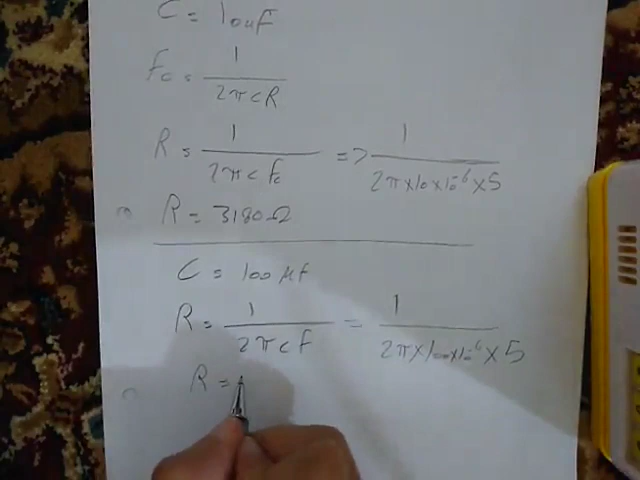 C = 10uF
Fc = 1 / 2πCR
R = 1 / 2πC fc => 1 / 2π×10×10^-6 ×5
R = 3180Ω
C = 100 μf
R = 1 / 2πC f = 1 / 2π×100×10^-6 ×5
R =